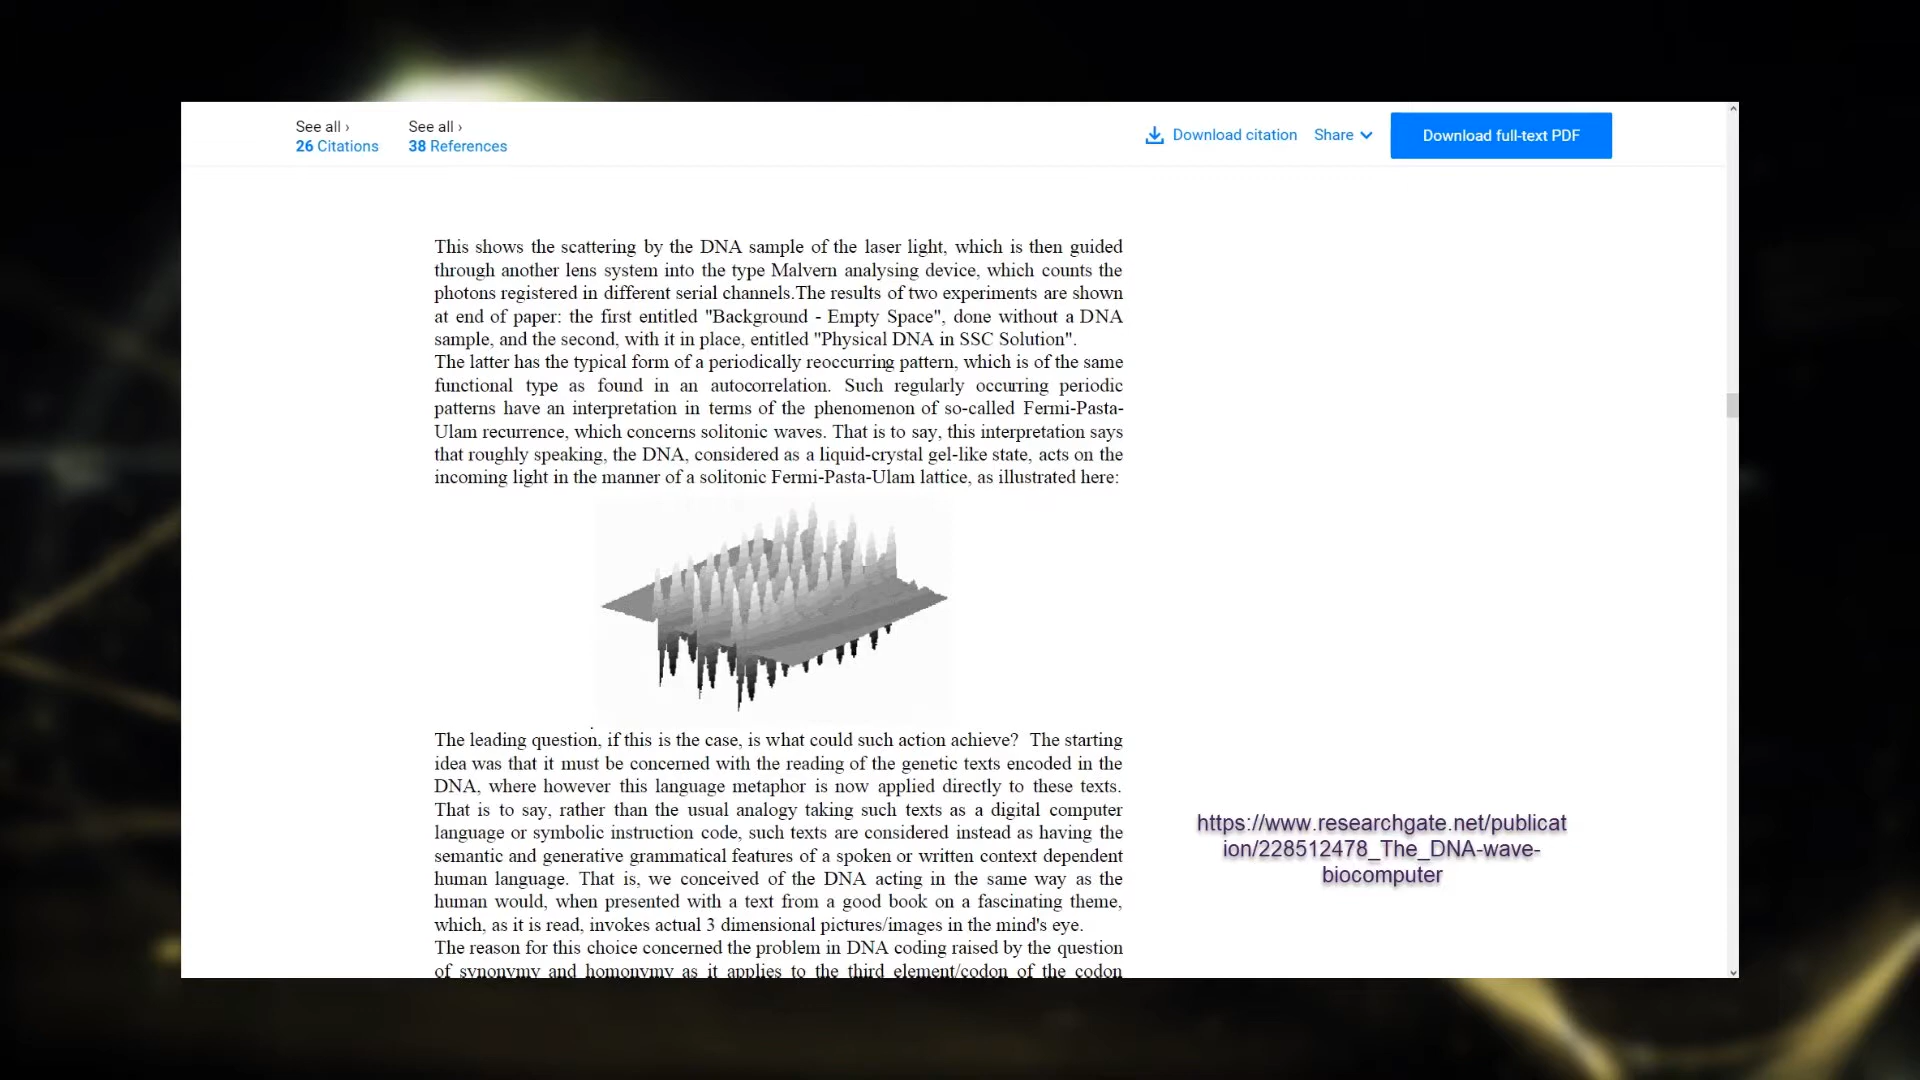 See all ›
26 Citations
See all ›
38 References
Download citation
Share
Download full-text PDF
This shows the scattering by the DNA sample of the laser light, which is then guided
through another lens system into the type Malvern analysing device, which counts the
photons registered in different serial channels.The results of two experiments are shown
at end of paper: the first entitled "Background - Empty Space", done without a DNA
sample, and the second, with it in place, entitled "Physical DNA in SSC Solution".
The latter has the typical form of a periodically reoccurring pattern, which is of the same
functional type as found in an autocorrelation. Such regularly occurring periodic
patterns have an interpretation in terms of the phenomenon of so-called Fermi-Pasta-
Ulam recurrence, which concerns solitonic waves. That is to say, this interpretation says
that roughly speaking, the DNA, considered as a liquid-crystal gel-like state, acts on the
incoming light in the manner of a solitonic Fermi-Pasta-Ulam lattice, as illustrated here:
The leading question, if this is the case, is what could such action achieve? The starting
idea was that it must be concerned with the reading of the genetic texts encoded in the
DNA, where however this language metaphor is now applied directly to these texts.
That is to say, rather than the usual analogy taking such texts as a digital computer
language or symbolic instruction code, such texts are considered instead as having the
semantic and generative grammatical features of a spoken or written context dependent
human language. That is, we conceived of the DNA acting in the same way as the
human would, when presented with a text from a good book on a fascinating theme,
which, as it is read, invokes actual 3 dimensional pictures/images in the mind's eye.
The reason for this choice concerned the problem in DNA coding raised by the question
of synonymy and homonymy as it applies to the third element/codon of the codon
https://www.researchgate.net/publicat
ion/228512478_The_DNA-wave-
biocomputer